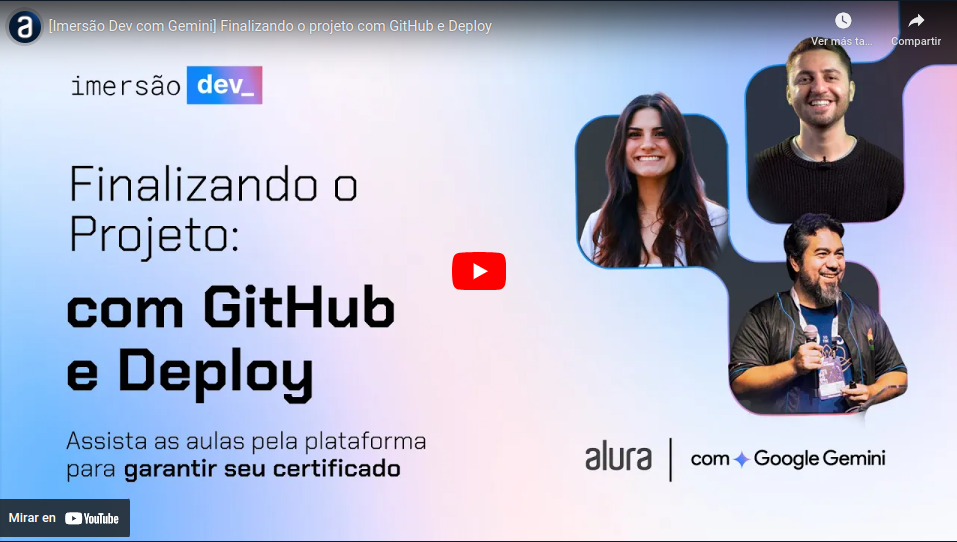 [Imersão Dev com Gemini] Finalizando o projeto com GitHub e Deploy
Ver más ta...
Compartir
imersão dev_
Finalizando o
Projeto:
com GitHub
e Deploy
Assista as aulas pela plataforma
para garantir seu certificado
alura
com Google Gemini
Mirar en YouTube